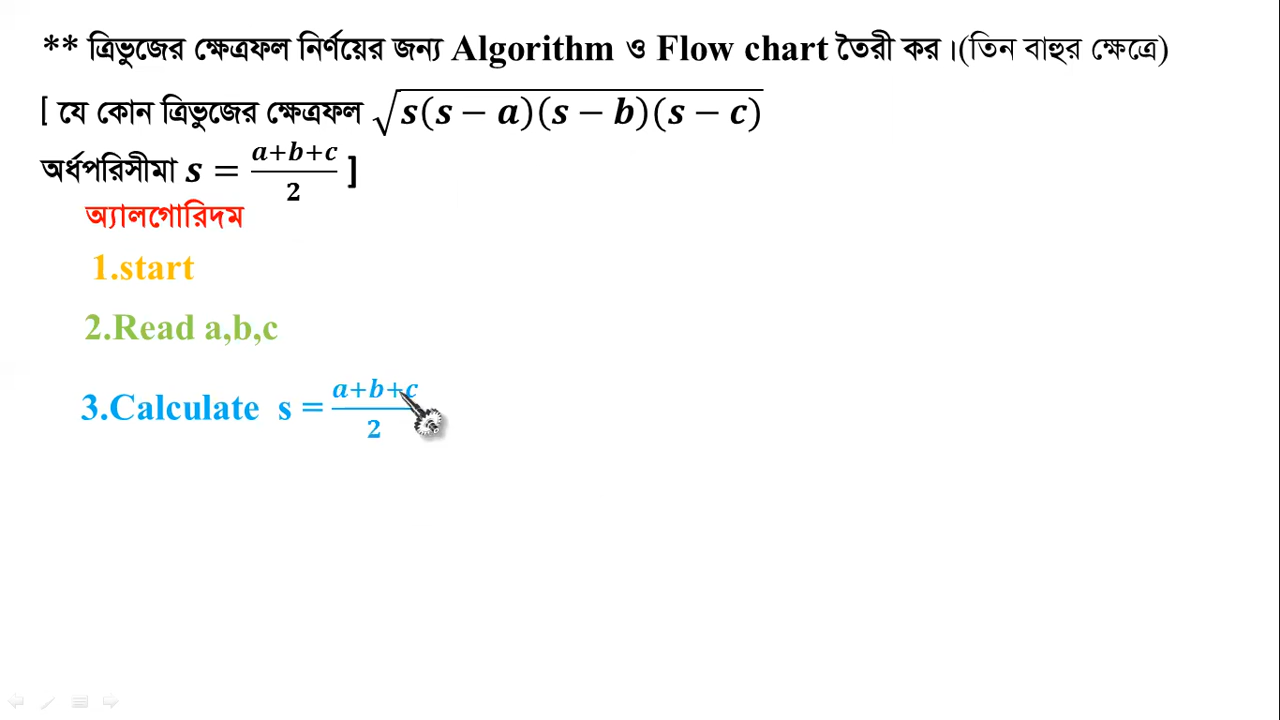 ** ত্রিভুজের ক্ষেত্রফল নির্ণয়ের জন্য Algorithm ও Flow chart তৈরী কর।(তিন বাহুর ক্ষেত্রে)
[ যে কোন ত্রিভুজের ক্ষেত্রফল √s(s − a)(s − b)(s − c)
অর্ধপরিসীমা s = a+b+c/2 ]
অ্যালগোরিদম
1.start
2.Read a,b,c
3.Calculate s = a+b+c/2